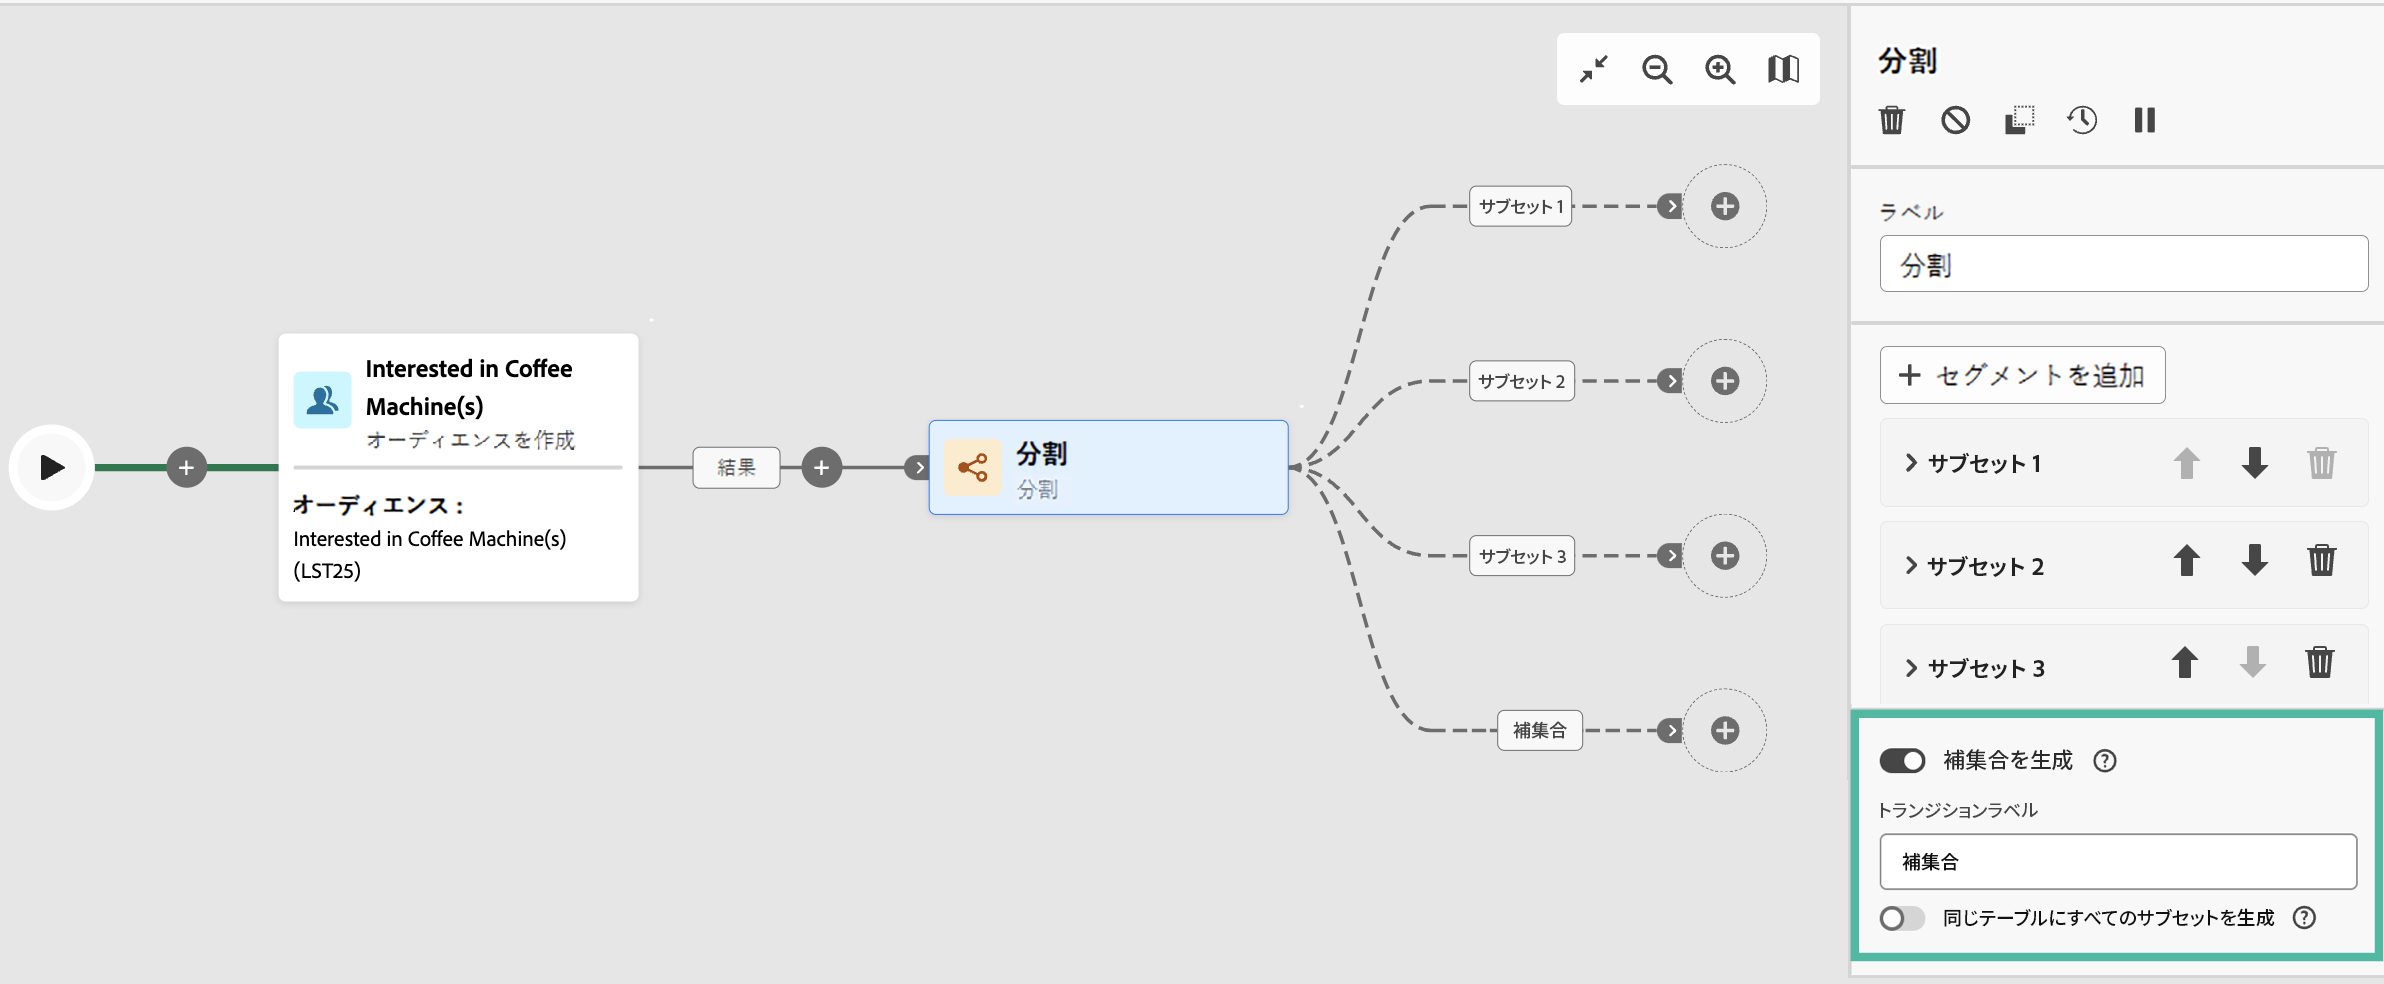 Interested in Coffee
Machine(s)
オーディエンスを作成
オーディエンス :
Interested in Coffee Machine(s)
(LST25)
結果
分割
分割
サブセット 1
サブセット 2
サブセット 3
補集合
分割
ラベル
分割
セグメントを追加
サブセット 1
サブセット 2
サブセット 3
補集合を生成
トランジションラベル
補集合
同じテーブルにすべてのサブセットを生成